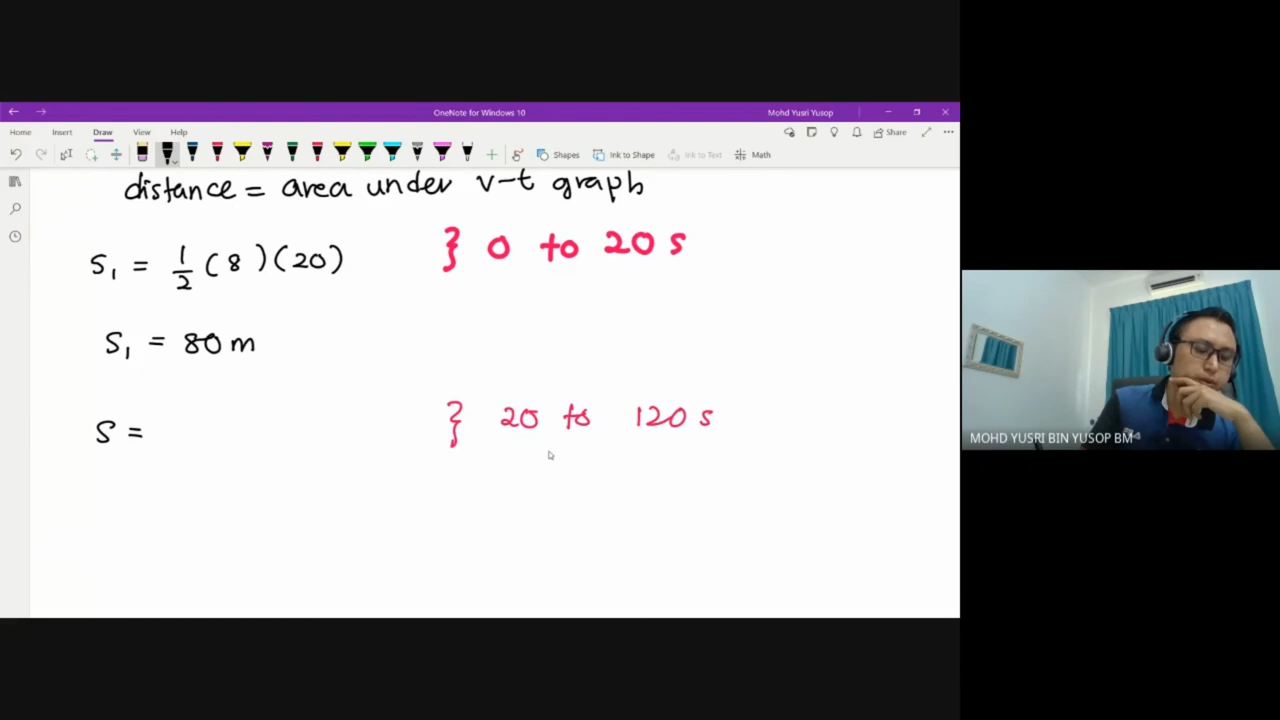 OneNote for Windows 10
Mohd Yusri Yusop
Home Insert Draw View Help
Share
Shapes Ink to Shape Ink to Text Math
distance = area under v-t graph
S₁ = 1/2 (8)(20) } 0 to 20 s
S₁ = 80 m
S = } 20 to 120 s
MOHD YUSRI BIN YUSOP BM